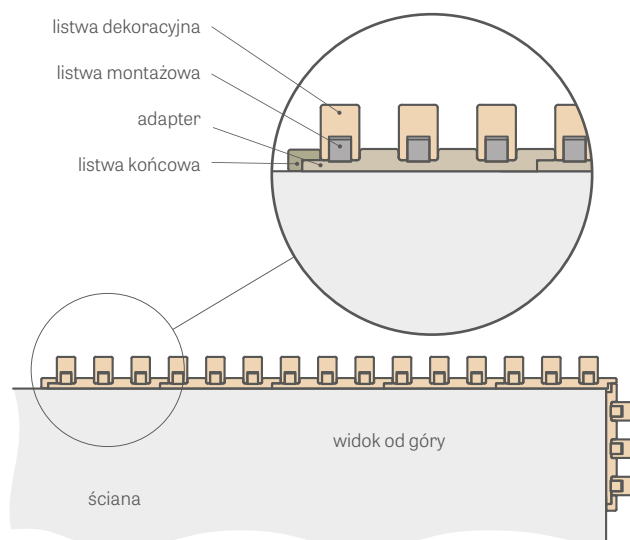 listwa dekoracyjna
listwa montażowa
adapter
listwa końcowa
widok od góry
ściana